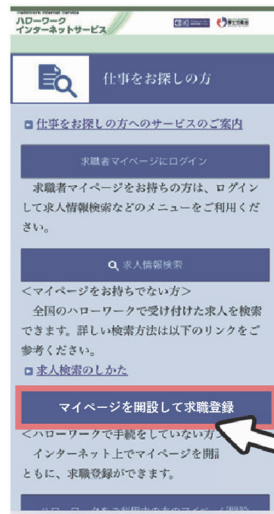 ハローワーク
インターネットサービス
仕事をお探しの方
仕事をお探しの方へのサービスのご案内
求職者マイページにログイン
求職者マイページをお持ちの方は、ログイン
して求人情報検索などのメニューをご利用くだ
さい。
求人情報検索
<マイページをお持ちでない方>
全国のハローワークで受け付けた求人を検索
できます。詳しい検索方法は以下のリンクをご
参考ください。
求人検索のしかた
マイページを開設して求職登録
<ハローワークで手続をしていない方
インターネット上でマイページを開
ともに、求職登録ができます。